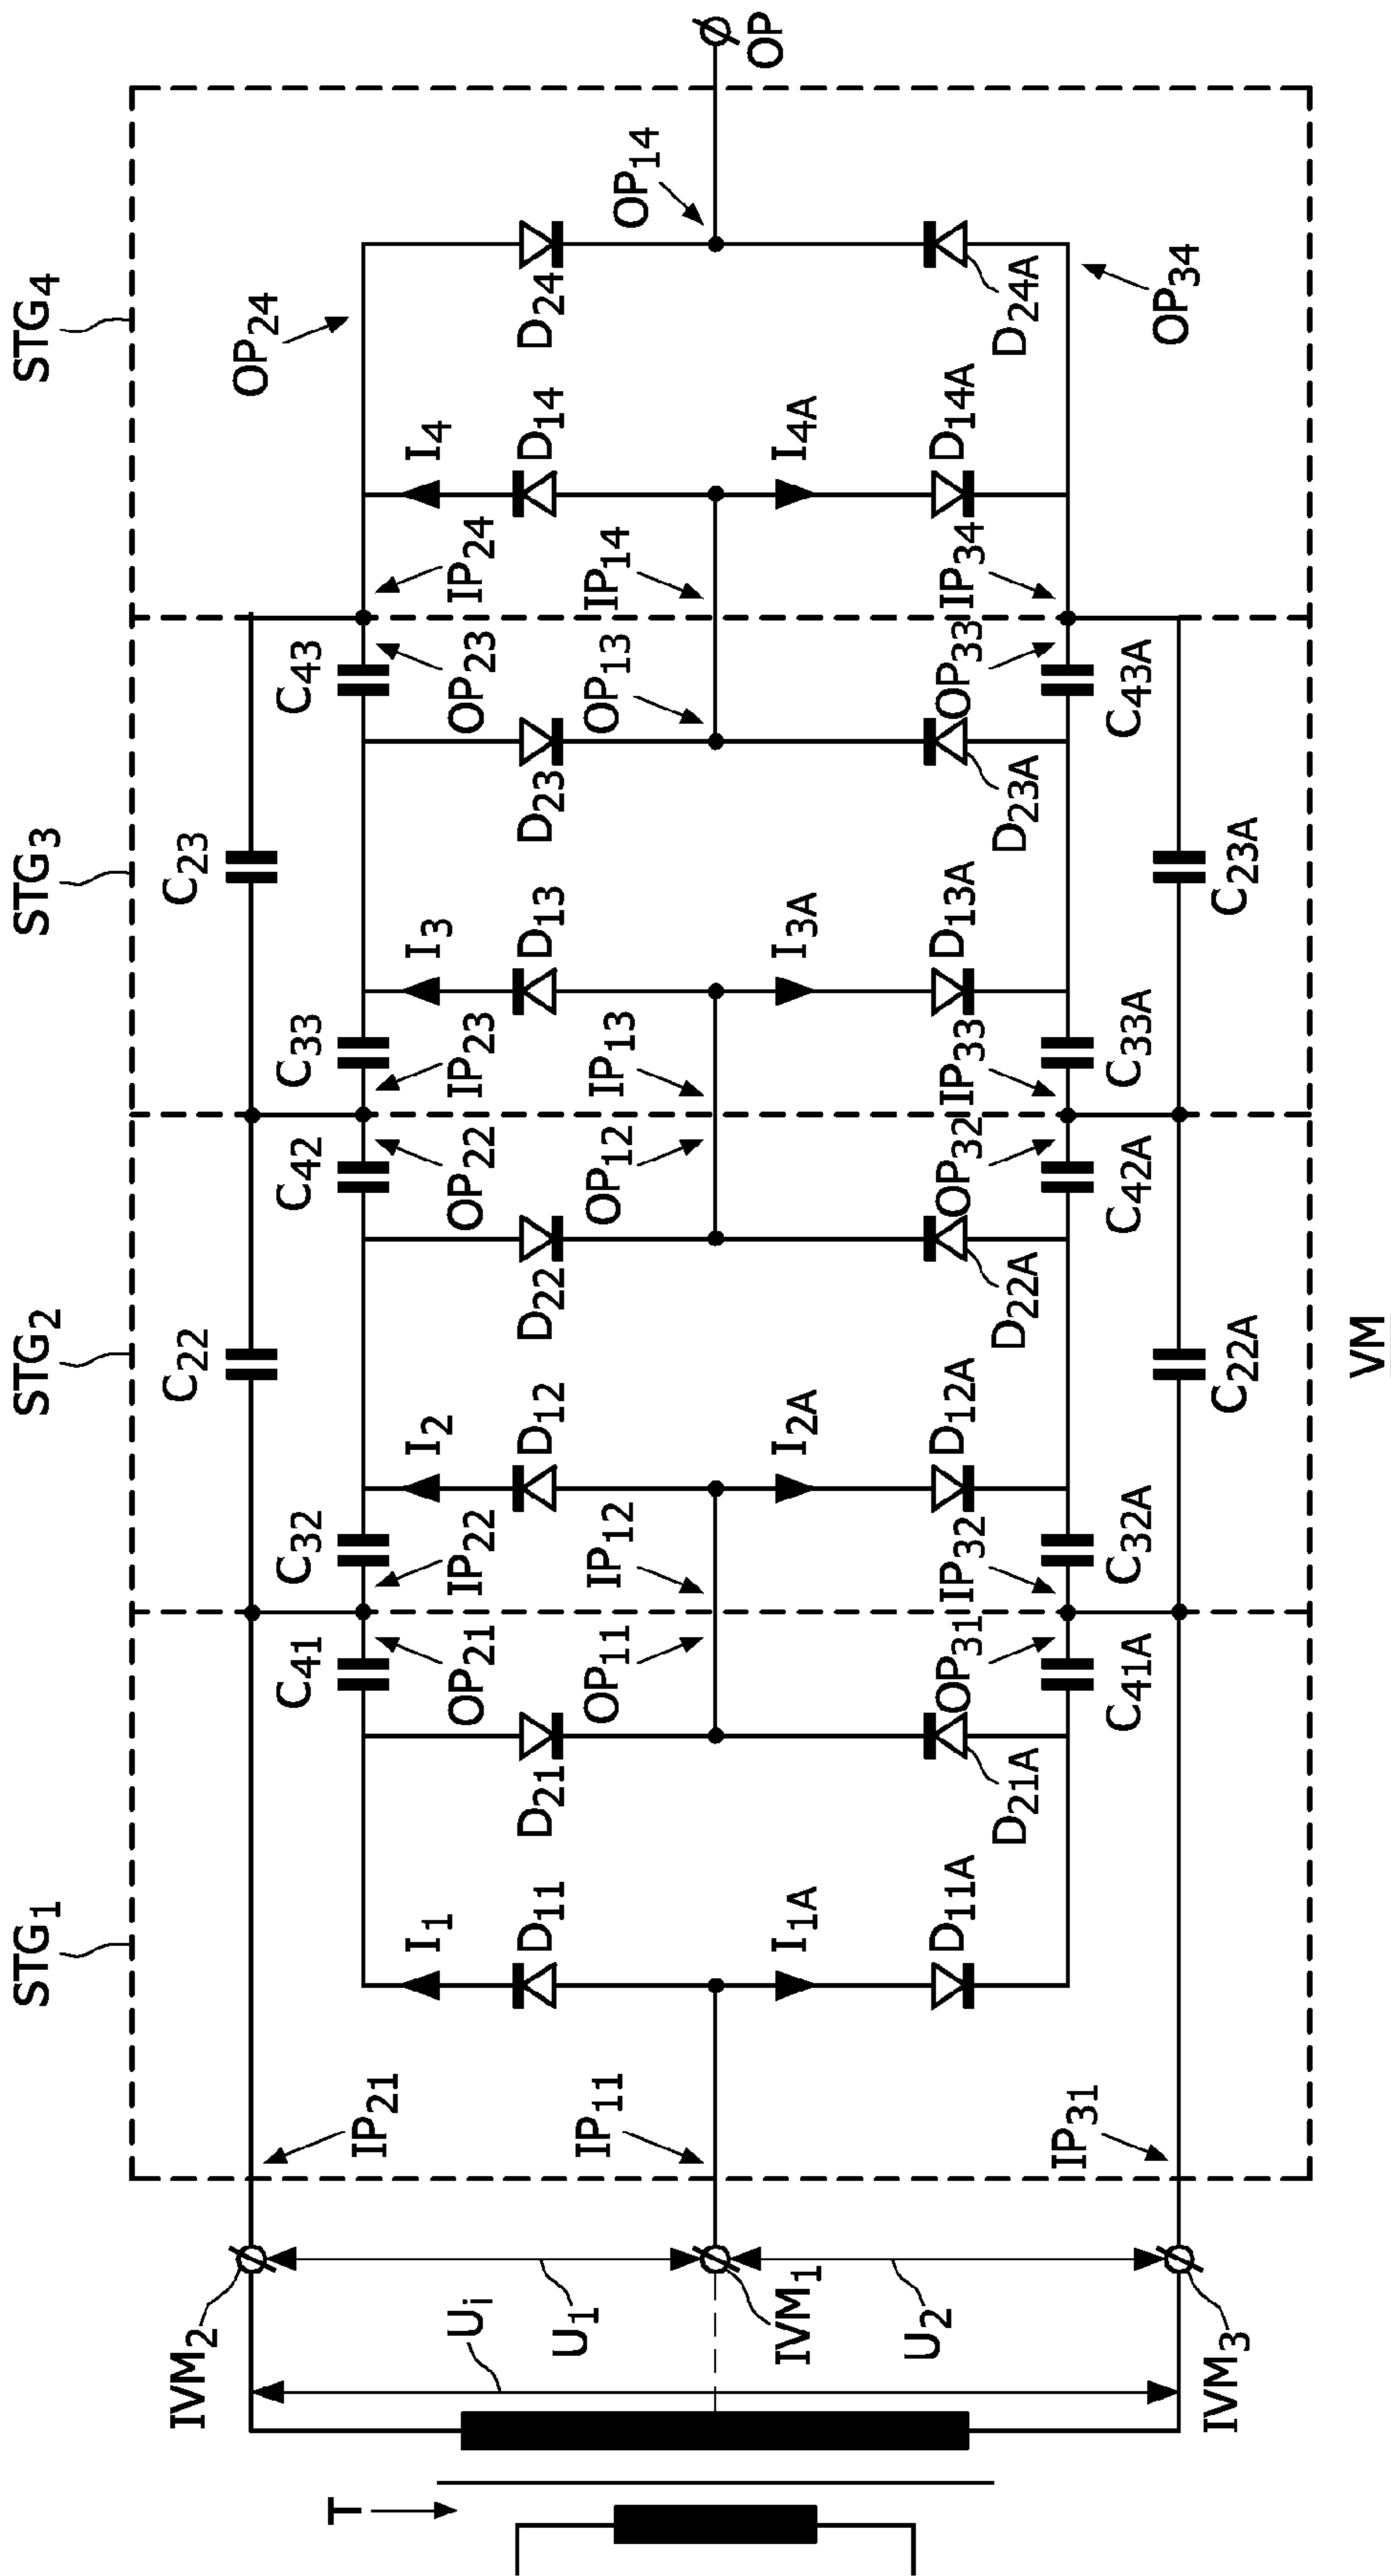 STG1
STG2
STG3
STG4
C22
C23
OP24
C41
C32
C42
C33
C43
IP21
OP21
IP22
OP22
IP23
OP23
IP24
IVM2
I1
I2
I3
I4
D11
D21
D12
D22
D13
D23
D14
D24
T
Ui
U1
IP11
OP11
IP12
OP12
IP13
OP13
IP14
OP14
OP
IVM1
I1A
I2A
I3A
I4A
U2
D11A
D21A
D12A
D22A
D13A
D23A
D14A
D24A
IP31
OP31
IP32
OP32
IP33
OP33
IP34
OP34
C41A
C32A
C42A
C33A
C43A
IVM3
C22A
C23A
VM